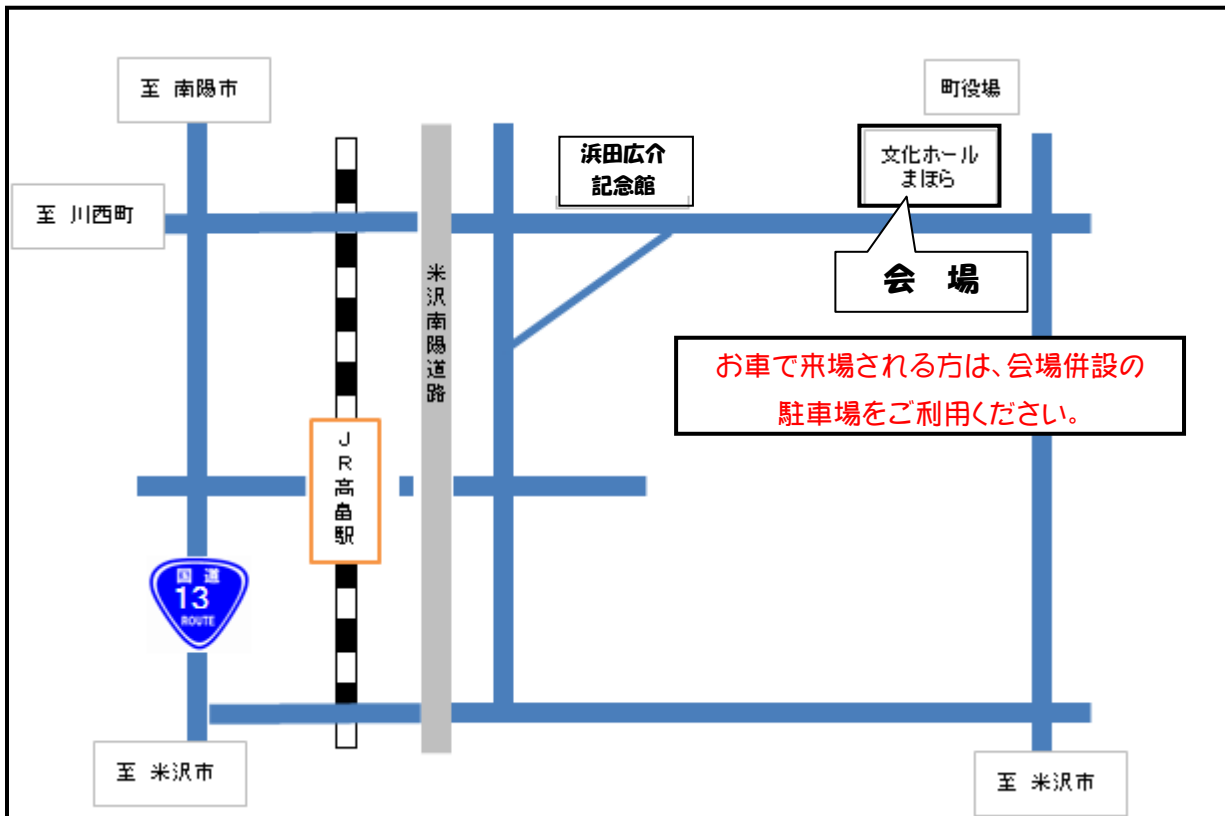 至 南陽市
町役場
浜田広介
記念館
文化ホール
まほら
至 川西町
会 場
米沢南陽道路
お車で来場される方は、会場併設の
駐車場をご利用ください。
JR高畠駅
国道
13
ROUTE
至 米沢市
至 米沢市